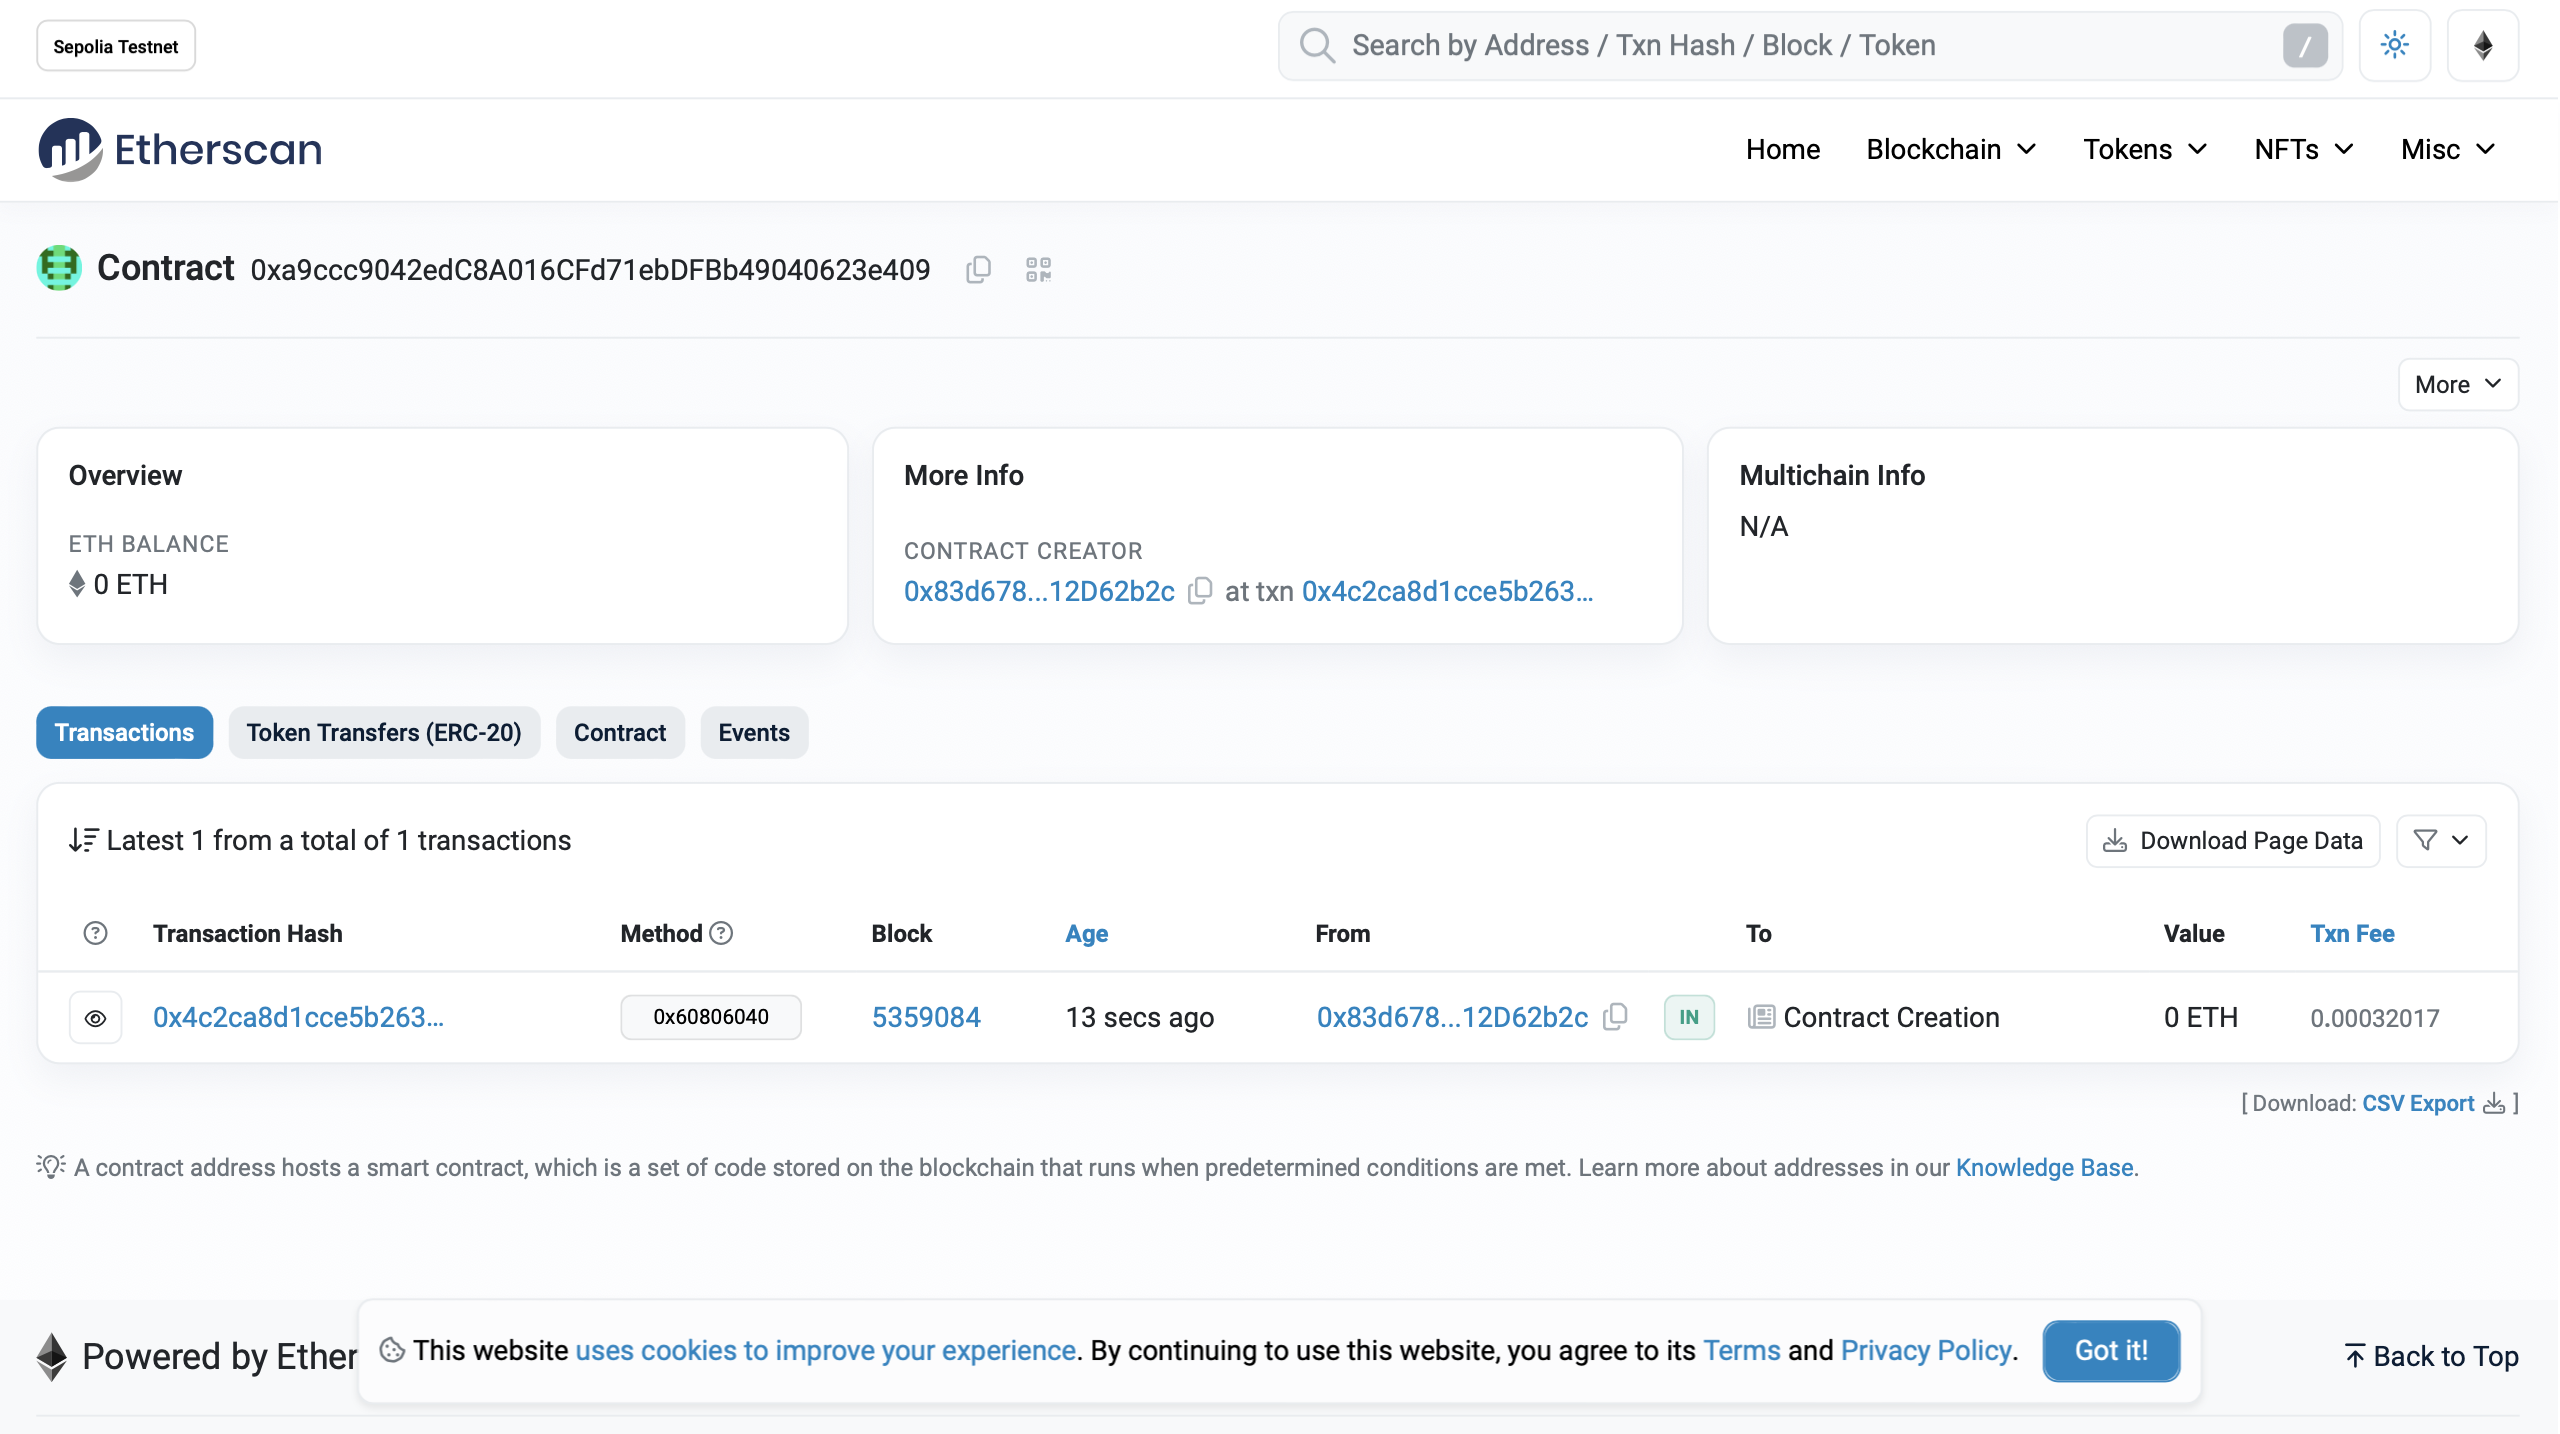 Sepolia Testnet
Search by Address / Txn Hash / Block / Token
/
Etherscan
Home Blockchain Tokens NFTs Misc
Contract 0xa9ccc9042edC8A016CFd71ebDFBb49040623e409
More
Overview
ETH BALANCE
0 ETH
More Info
CONTRACT CREATOR
0x83d678...12D62b2c at txn 0x4c2ca8d1cce5b263...
Multichain Info
N/A
Transactions Token Transfers (ERC-20) Contract Events
Latest 1 from a total of 1 transactions
Download Page Data
Transaction Hash Method Block Age From To Value Txn Fee
0x4c2ca8d1cce5b263... 0x60806040 5359084 13 secs ago 0x83d678...12D62b2c IN Contract Creation 0 ETH 0.00032017
[ Download: CSV Export ]
A contract address hosts a smart contract, which is a set of code stored on the blockchain that runs when predetermined conditions are met. Learn more about addresses in our Knowledge Base.
Powered by Ether
This website uses cookies to improve your experience. By continuing to use this website, you agree to its Terms and Privacy Policy.
Got it!
Back to Top